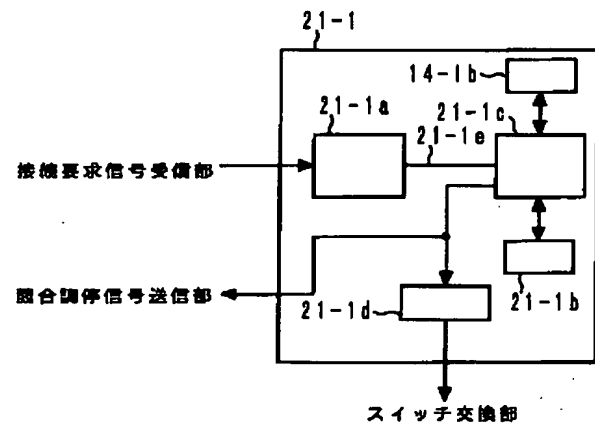 21-1
14-1b
21-1a
21-1c
21-1e
接続要求信号受信部
競合調停信号送信部
21-1d
21-1b
スイッチ交換部